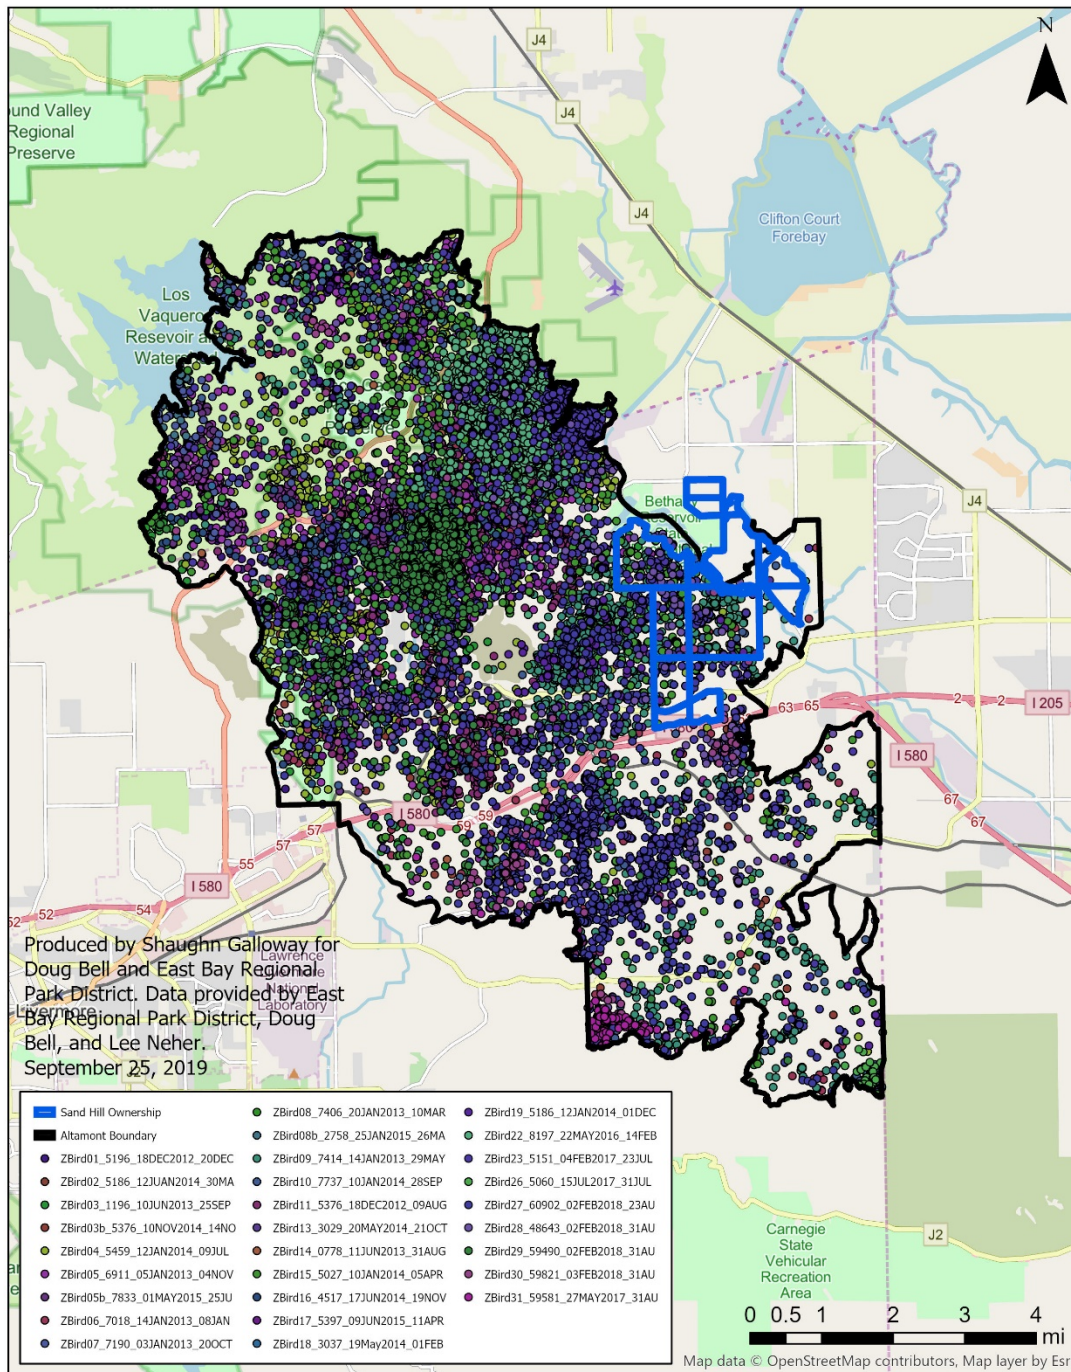 N
J4
J4
ound Valley
Regional
Preserve
J4
Clifton Court
Forebay
Los
Vaquero
Resevoir a
Water
J4
Betha
63 65
2
2
I 205
I 580
I 580
59
59
67
67
57
57
55
I 580
54
52
52
Produced by Shaughn Galloway for
Doug Bell and East Bay Regional
Park District. Data provided by East
Bay Regional Park District, Doug
Bell, and Lee Neher.
September 25, 2019
Lawrence
Livermore
National
Laboratory
Livermore
J2
Sand Hill Ownership
Altamont Boundary
ZBird01_5196_18DEC2012_20DEC
ZBird02_5186_12JUAN2014_30MA
ZBird03_1196_10JUN2013_25SEP
ZBird03b_5376_10NOV2014_14NO
ZBird04_5459_12JAN2014_09JUL
ZBird05_6911_05JAN2013_04NOV
ZBird05b_7833_01MAY2015_25JU
ZBird06_7018_14JAN2013_08JAN
ZBird07_7190_03JAN2013_20OCT
ZBird08_7406_20JAN2013_10MAR
ZBird08b_2758_25JAN2015_26MA
ZBird09_7414_14JAN2013_29MAY
ZBird10_7737_10JAN2014_28SEP
ZBird11_5376_18DEC2012_09AUG
ZBird13_3029_20MAY2014_21OCT
ZBird14_0778_11JUN2013_31AUG
ZBird15_5027_10JAN2014_05APR
ZBird16_4517_17JUN2014_19NOV
ZBird17_5397_09JUN2015_11APR
ZBird18_3037_19May2014_01FEB
ZBird19_5186_12JAN2014_01DEC
ZBird22_8197_22MAY2016_14FEB
ZBird23_5151_04FEB2017_23JUL
ZBird26_5060_15JUL2017_31JUL
ZBird27_60902_02FEB2018_23AU
ZBird28_48643_02FEB2018_31AU
ZBird29_59490_02FEB2018_31AU
ZBird30_59821_03FEB2018_31AU
ZBird31_59581_27MAY2017_31AU
J2
Carnegie
State
Vehicular
Recreation
Area
0 0.5 1 2 3 4
mi
Map data © OpenStreetMap contributors, Map layer by Esr